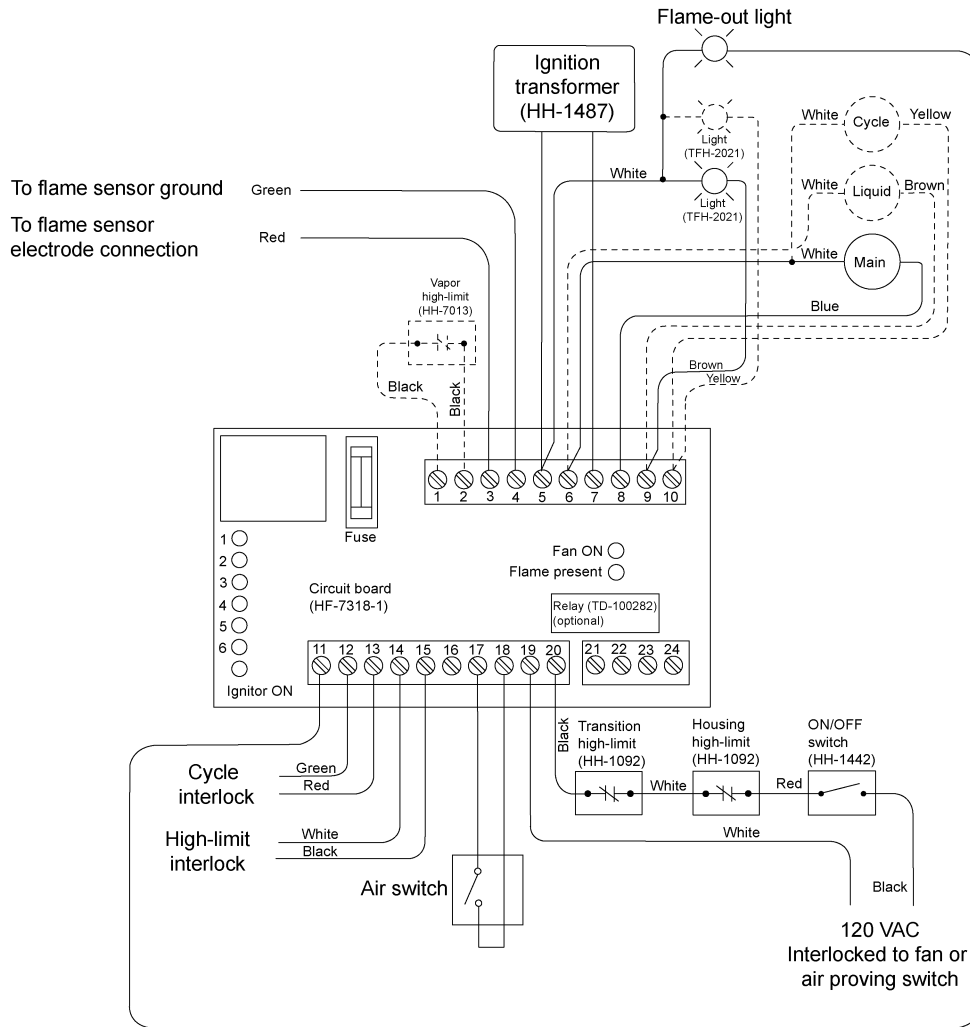 Flame-out light
Ignition
transformer
(HH-1487)
White
Cycle
Yellow
Light
(TFH-2021)
White
White
Liquid
Brown
Light
(TFH-2021)
To flame sensor ground
Green
To flame sensor
electrode connection
Red
White
Main
Vapor
high-limit
(HH-7013)
Blue
Black
Black
Brown
Yellow
1 2 3 4 5 6 7 8 9 10
Fuse
1
2
3
4
5
6
Ignitor ON
Fan ON
Flame present
Circuit board
(HF-7318-1)
Relay (TD-100282)
(optional)
11 12 13 14 15 16 17 18 19 20
21 22 23 24
Black
Transition
high-limit
(HH-1092)
Housing
high-limit
(HH-1092)
ON/OFF
switch
(HH-1442)
Cycle
interlock
Green
Red
White
Red
High-limit
interlock
White
Black
White
Air switch
Black
120 VAC
Interlocked to fan or
air proving switch